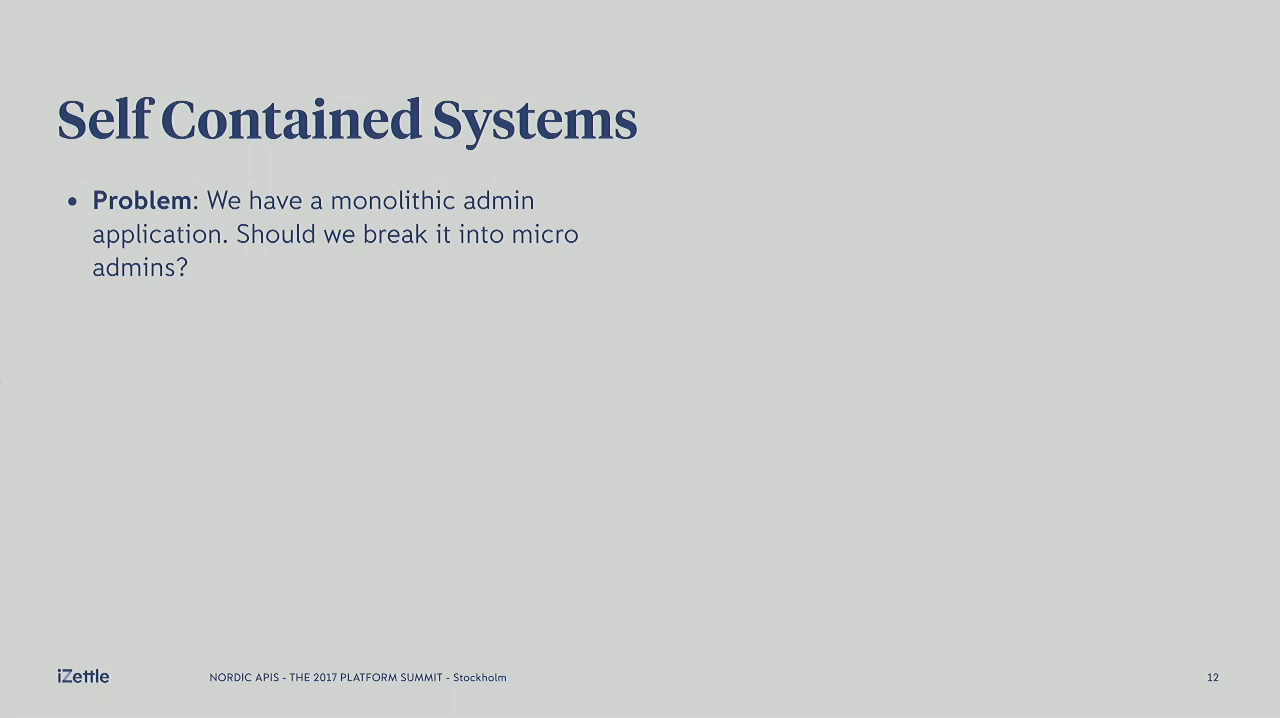 Self Contained Systems
• Problem: We have a monolithic admin
application. Should we break it into micro
admins?
iZettle
NORDIC APIS - THE 2017 PLATFORM SUMMIT - Stockholm
12